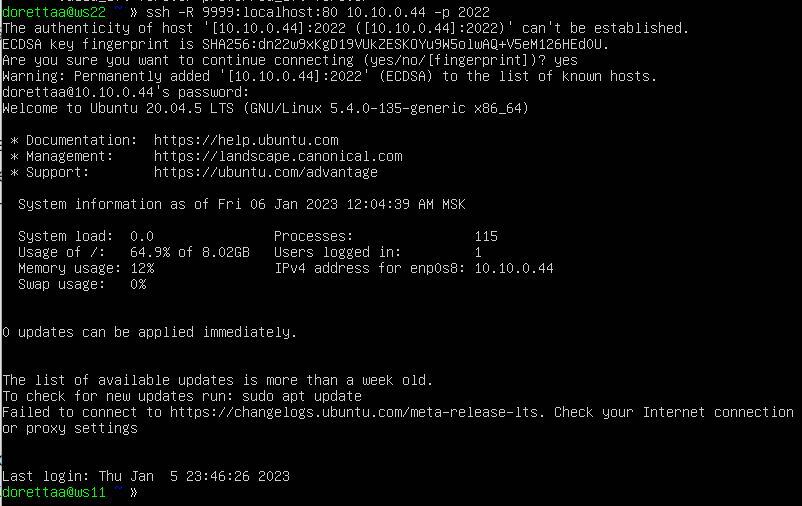 dorettaa@ws22 ~ » ssh -R 9999:localhost:80 10.10.0.44 -p 2022
The authenticity of host '[10.10.0.44]:2022 ([10.10.0.44]:2022)' can't be established.
ECDSA key fingerprint is SHA256:dn22w9xKgD19VUkZESKOYu9W5oluAQ+V5eM126HEdOU.
Are you sure you want to continue connecting (yes/no/[fingerprint])? yes
Warning: Permanently added '[10.10.0.44]:2022' (ECDSA) to the list of known hosts.
dorettaa@10.10.0.44's password:
Welcome to Ubuntu 20.04.5 LTS (GNU/Linux 5.4.0-135-generic x86_64)
* Documentation: https://help.ubuntu.com
* Management: https://landscape.canonical.com
* Support: https://ubuntu.com/advantage
System information as of Fri 06 Jan 2023 12:04:39 AM MSK
System load: 0.0 Processes: 115
Usage of /: 64.9% of 8.02GB Users logged in: 1
Memory usage: 12% IPv4 address for enp0s8: 10.10.0.44
Swap usage: 0%
0 updates can be applied immediately.
The list of available updates is more than a week old.
To check for new updates run: sudo apt update
Failed to connect to https://changelogs.ubuntu.com/meta-release-lts. Check your Internet connection
or proxy settings
Last login: Thu Jan 5 23:46:26 2023
dorettaa@ws11 ~ »